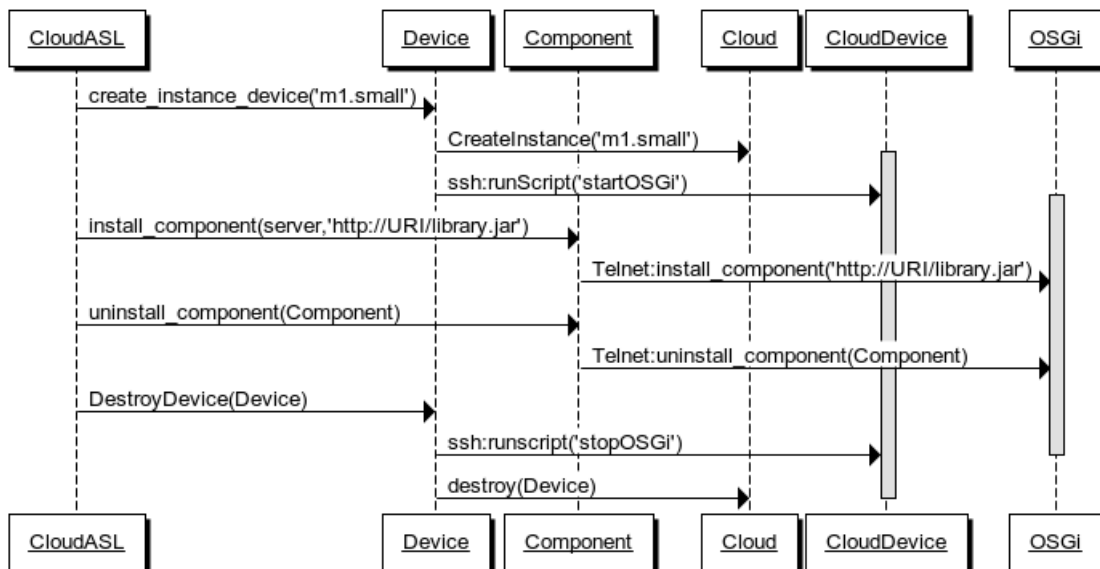 CloudASL Device Component Cloud CloudDevice OSGi
create_instance_device('m1.small')
CreateInstance('m1.small')
ssh:runScript('startOSGi')
install_component(server,'http://URI/library.jar')
Telnet:install_component('http://URI/library.jar')
uninstall_component(Component)
Telnet:uninstall_component(Component)
DestroyDevice(Device)
ssh:runscript('stopOSGi')
destroy(Device)
CloudASL Device Component Cloud CloudDevice OSGi